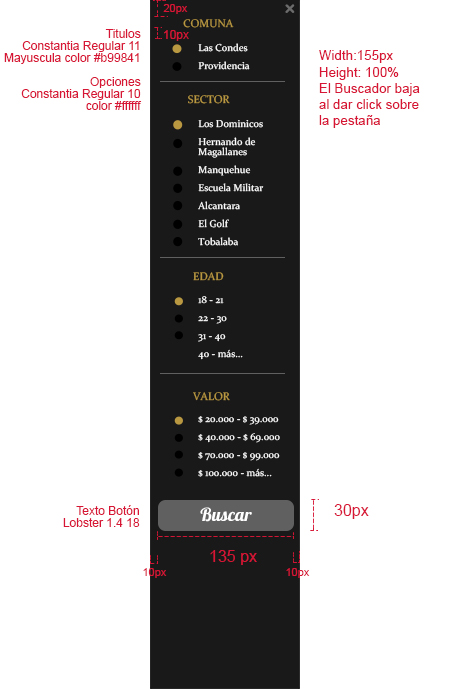 20px
COMUNA
10px
Titulos
Constantia Regular 11
Mayuscula color #b99841
Las Condes
Providencia
Opciones
Constantia Regular 10
color #ffffff
Width:155px
Height: 100%
El Buscador baja
al dar click sobre
la pestaña
SECTOR
Los Dominicos
Hernando de
Magallanes
Manquehue
Escuela Militar
Alcantara
El Golf
Tobalaba
EDAD
18 - 21
22 - 30
31 - 40
40 - más...
VALOR
$ 20.000 - $ 39.000
$ 40.000 - $ 69.000
$ 70.000 - $ 99.000
$ 100.000 - más...
Texto Botón
Lobster 1.4 18
Buscar
30px
135 px
10px
10px